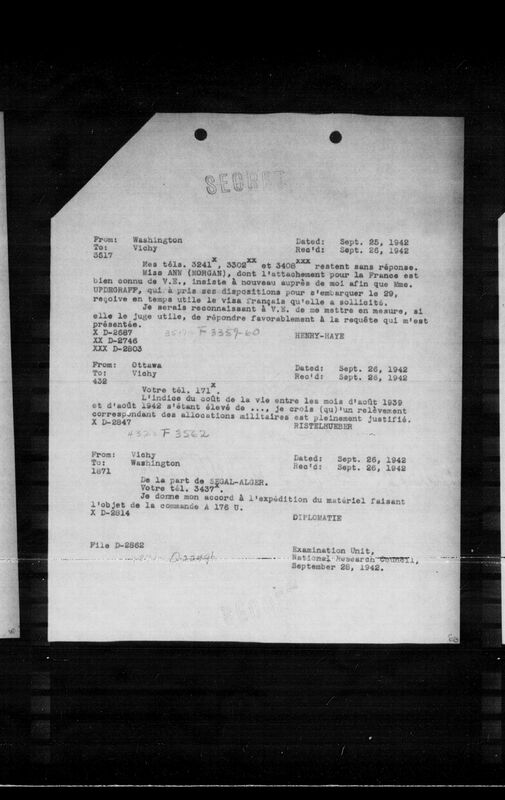 SECRET
From: Washington Dated: Sept. 25, 1942
To: Vichy Rec'd: Sept. 26, 1942
3517
Mes téls. 3241x, 3302xx et 3408xxx restent sans réponse.
Miss ANN (MORGAN), dont l'attachement pour la France est
bien connu de V.E., insiste à nouveau auprès de moi afin que Mme.
UPDEGRAFF, qui a pris ses dispositions pour s'embarquer le 29,
reçoive en temps utile le visa français qu'elle a sollicité.
Je serais reconnaissant à V.E. de me mettre en mesure, si
elle le juge utile, de répondre favorablement à la requête qui m'est
présentée.
X D-2687 3517 F 3359-60
XX D-2746 HENRY-HAYE
XXX D-2803
From: Ottawa Dated: Sept. 26, 1942
To: Vichy Rec'd: Sept. 26, 1942
432
Votre tél. 171x.
L'indice du coût de la vie entre les mois d'août 1939
et d'août 1942 s'étant élevé de ..., je crois (qu)'un relèvement
correspondant des allocations militaires est pleinement justifié.
X D-2847 RISTELHUEBER
432 F 3562
From: Vichy Dated: Sept. 26, 1942
To: Washington Rec'd: Sept. 26, 1942
1871
De la part de SEGAL-ALGER.
Votre tél. 3437x.
Je donne mon accord à l'expédition du matériel faisant
l'objet de la commande A 176 U.
X D-2814 DIPLOMATIE
File D-2862 Examination Unit,
National Research Council,
September 28, 1942.
SECRET